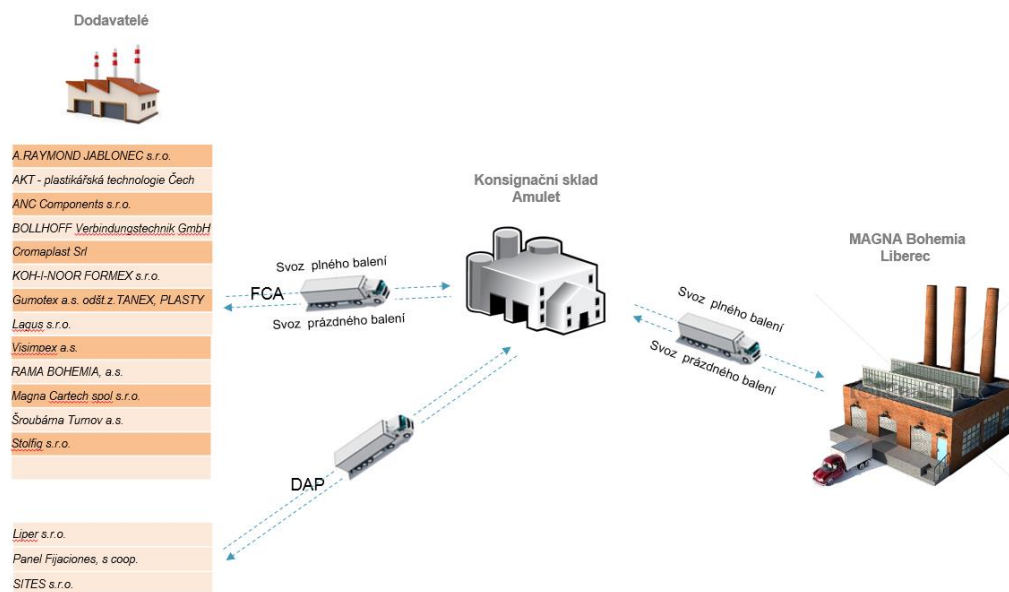 Dodavatelé
A.RAYMOND JABLONEC s.r.o.
AKT - plastikářská technologie Čech
ANC Components s.r.o.
BOLLHOFF Verbindungstechnik GmbH
Cromaplast Srl
KOH-I-NOOR FORMEX s.r.o.
Gumotex a.s. odšt.z.TANEX, PLASTY
Lagus s.r.o.
Visimpex a.s.
RAMA BOHEMIA, a.s.
Magna Cartech spol s.r.o.
Šroubárna Turnov a.s.
Stolfig s.r.o.
Liper s.r.o.
Panel Fijaciones, s coop.
SITES s.r.o.
Svoz plného balení
FCA
Svoz prázdného balení
DAP
Konsignační sklad
Amulet
Svoz plného balení
Svoz prázdného balení
MAGNA Bohemia
Liberec